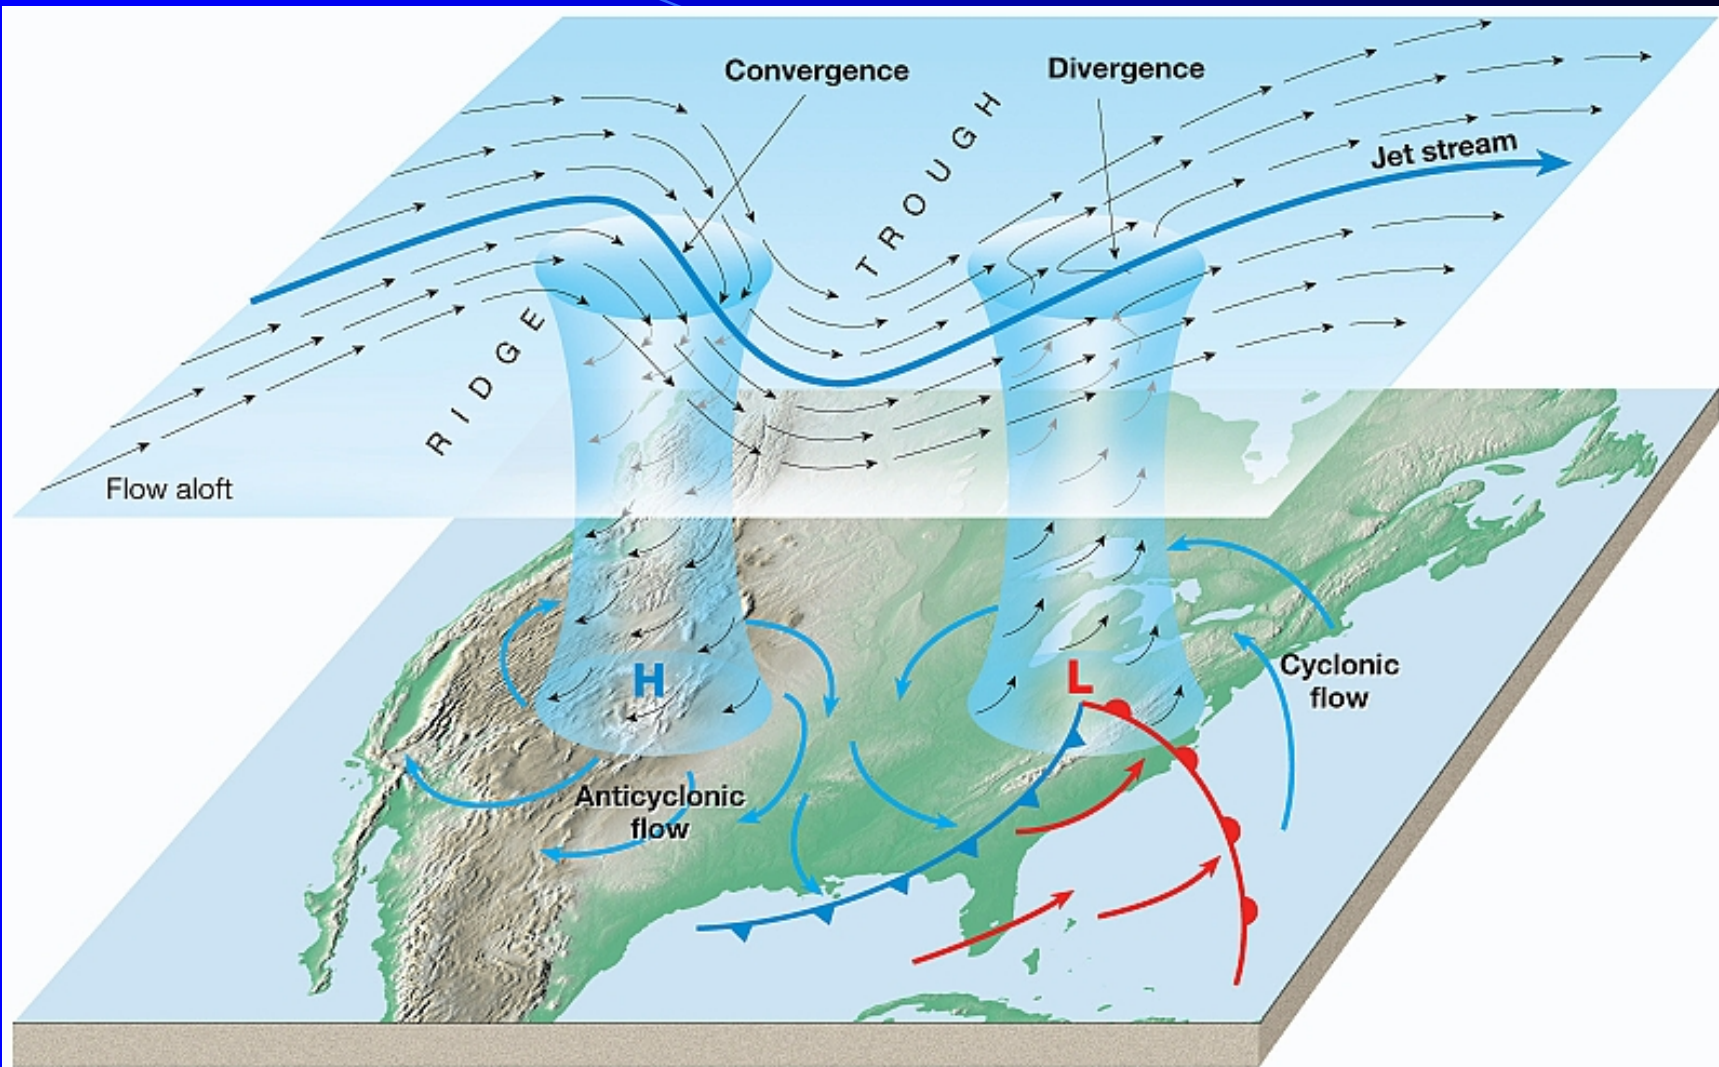 Convergence
Divergence
TROUGH
Jet stream
RIDGE
Flow aloft
H
L
Cyclonic
flow
Anticyclonic
flow